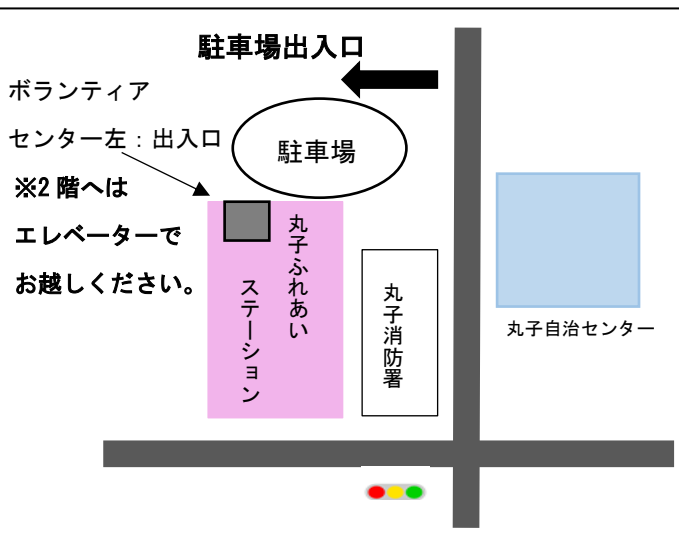 駐車場出入口
ボランティア
センター左：出入口
※2階へは
エレベーターで
お越しください。
駐車場
丸子ふれあい
ステーション
丸子消防署
丸子自治センター